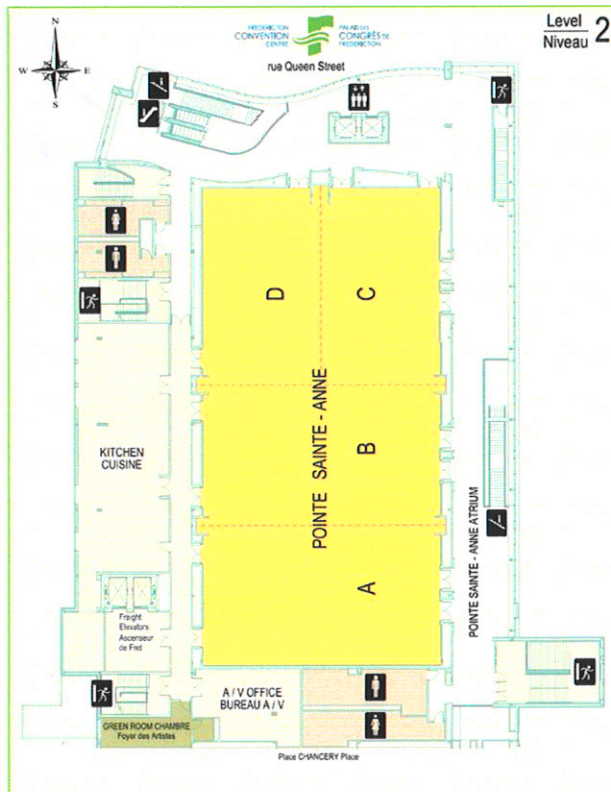 FREDERICTON
CONVENTION
CENTRE
PALAIS DES
CONGRÈS DE
FREDERICTON
Level 2
Niveau
rue Queen Street
N
W E
S
D
C
POINTE SAINTE - ANNE
B
A
KITCHEN
CUISINE
POINTE SAINTE - ANNE ATRIUM
Freight
Elevators
Ascenseur
de Fret
A / V OFFICE
BUREAU A / V
GREEN ROOM CHAMBRE
Foyer des Artistes
Place CHANCERY Place